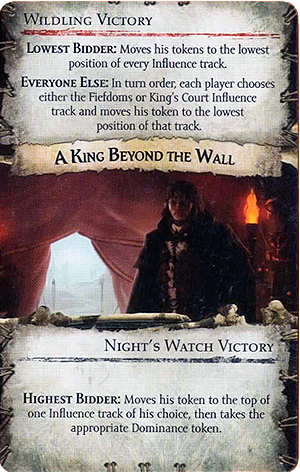 WILDLING VICTORY
LOWEST BIDDER: Moves his tokens to the lowest
position of every Influence track.
EVERYONE ELSE: In turn order, each player chooses
either the Fiefdoms or King's Court Influence
track and moves his token to the lowest
position of that track.
A KING BEYOND THE WALL
NIGHT'S WATCH VICTORY
HIGHEST BIDDER: Moves his token to the top of
one Influence track of his choice, then takes the
appropriate Dominance token.